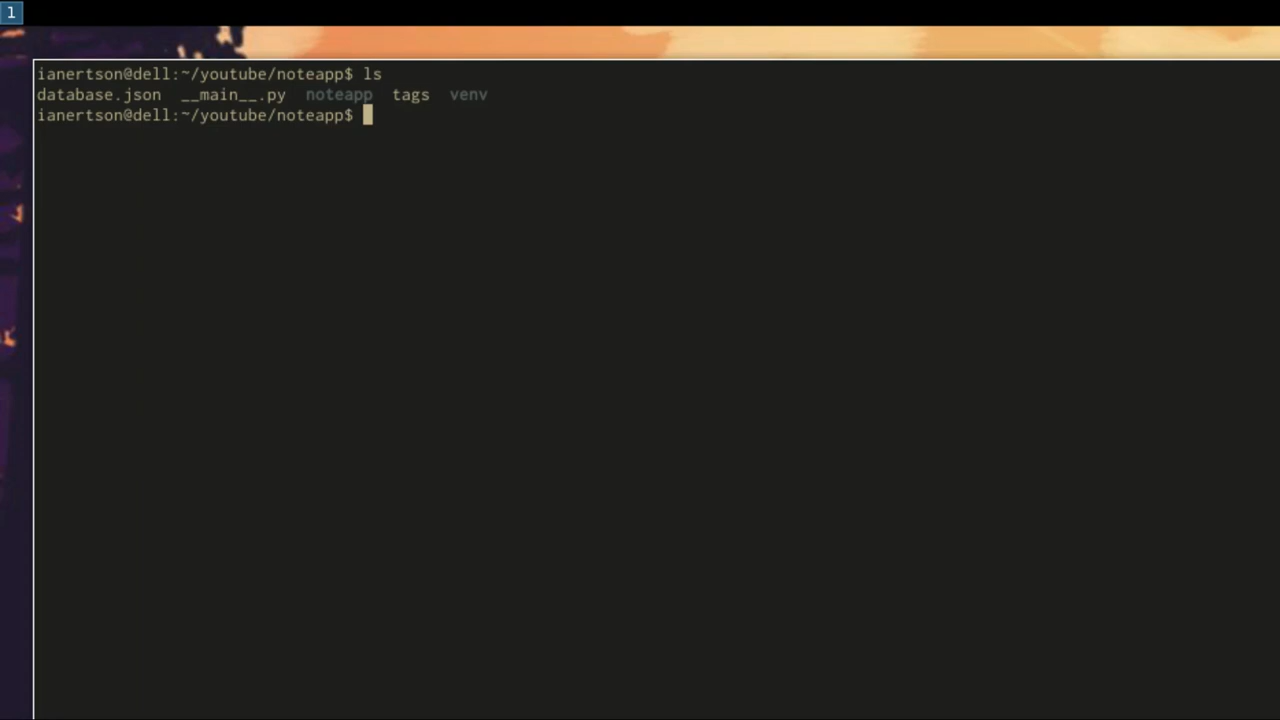 1
ianertson@dell:~/youtube/noteapp$ ls
database.json  __main__.py  noteapp  tags  venv
ianertson@dell:~/youtube/noteapp$